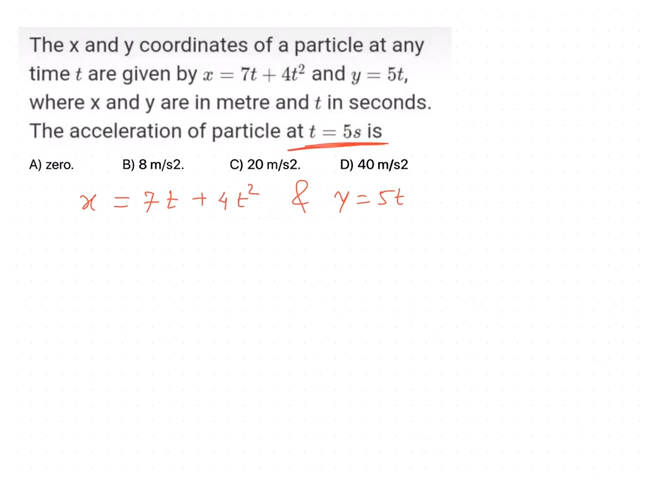 The x and y coordinates of a particle at any
time t are given by x = 7t + 4t² and y = 5t,
where x and y are in metre and t in seconds.
The acceleration of particle at t = 5s is
A) zero. B) 8 m/s2. C) 20 m/s2. D) 40 m/s2
x = 7t + 4t² & y = 5t